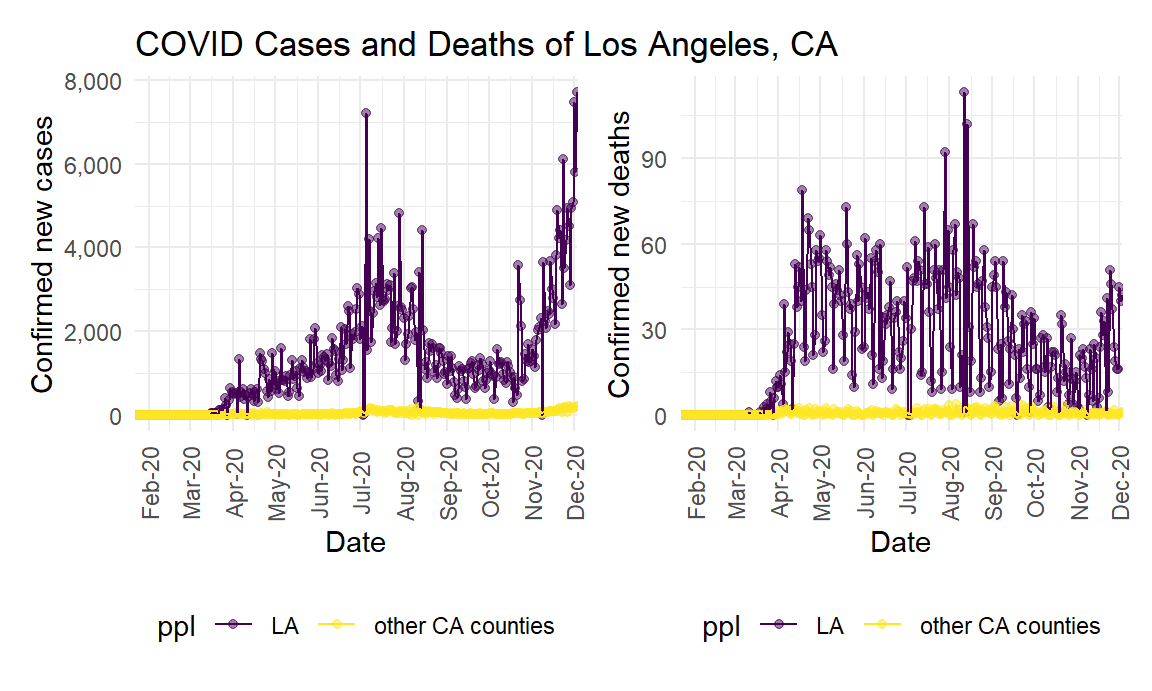 COVID Cases and Deaths of Los Angeles, CA
Confirmed new cases
8,000
6,000
4,000
2,000
0
Feb-20
Mar-20
Apr-20
May-20
Jun-20
Jul-20
Aug-20
Sep-20
Oct-20
Nov-20
Dec-20
Date
ppl LA other CA counties
Confirmed new deaths
90
60
30
0
Feb-20
Mar-20
Apr-20
May-20
Jun-20
Jul-20
Aug-20
Sep-20
Oct-20
Nov-20
Dec-20
Date
ppl LA other CA counties